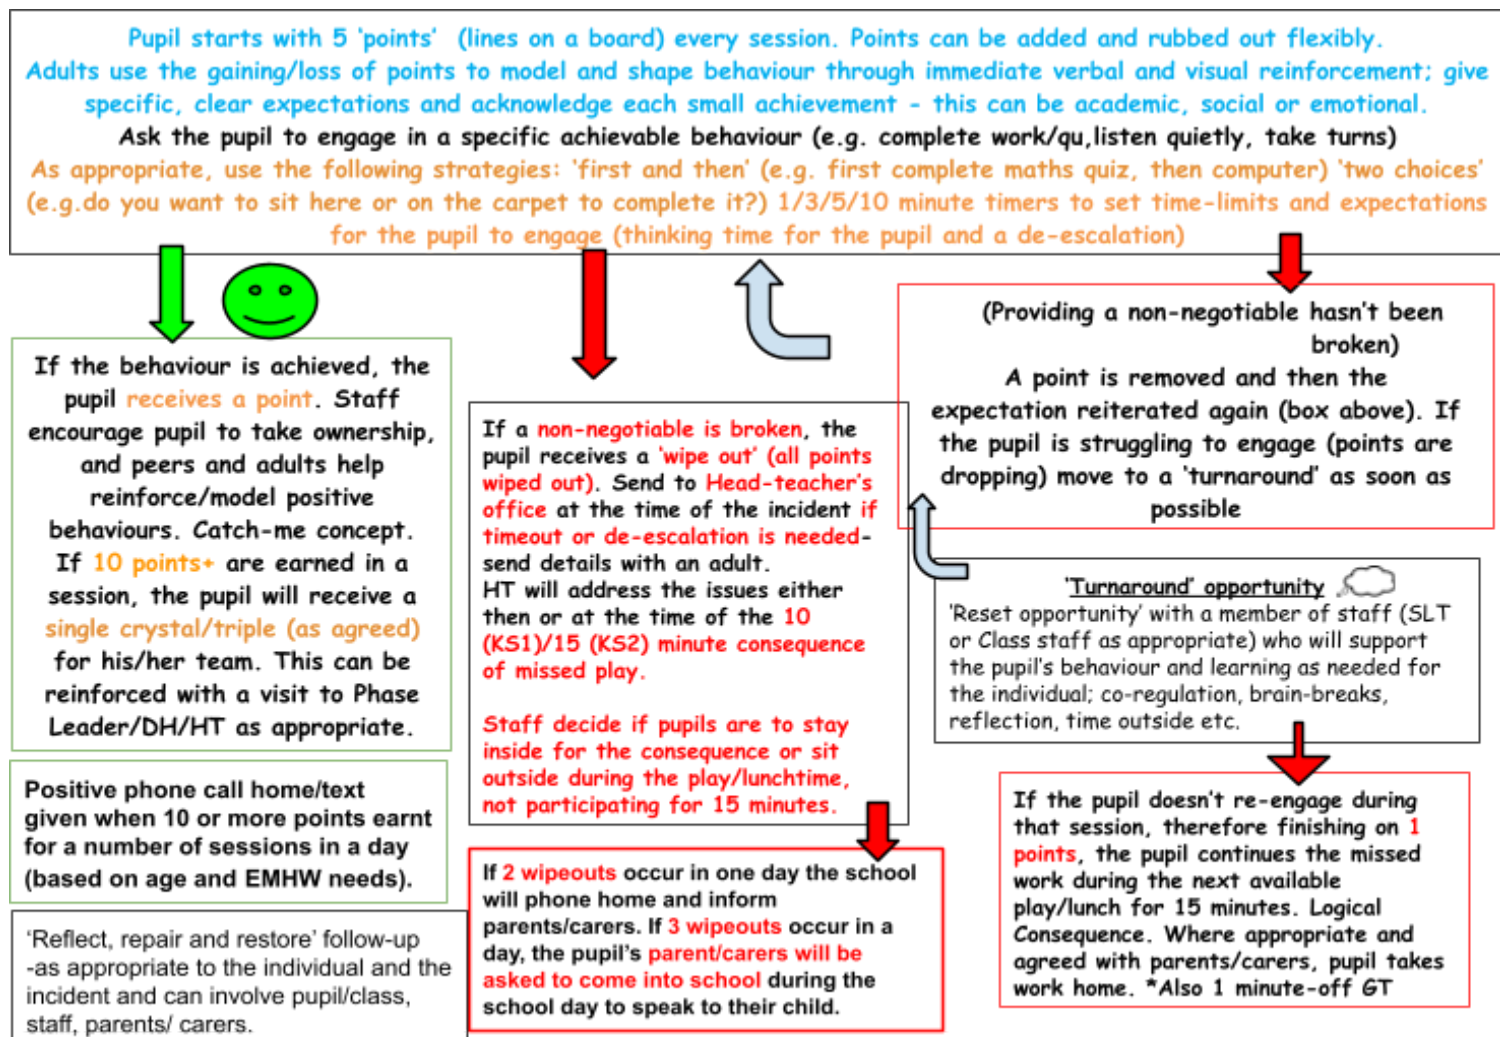 Pupil starts with 5 ‘points’ (lines on a board) every session. Points can be added and rubbed out flexibly.
Adults use the gaining/loss of points to model and shape behaviour through immediate verbal and visual reinforcement; give
specific, clear expectations and acknowledge each small achievement - this can be academic, social or emotional.
Ask the pupil to engage in a specific achievable behaviour (e.g. complete work/qu,listen quietly, take turns)
As appropriate, use the following strategies: ‘first and then’ (e.g. first complete maths quiz, then computer) ‘two choices’
(e.g.do you want to sit here or on the carpet to complete it?) 1/3/5/10 minute timers to set time-limits and expectations
for the pupil to engage (thinking time for the pupil and a de-escalation)
If the behaviour is achieved, the
pupil receives a point. Staff
encourage pupil to take ownership,
and peers and adults help
reinforce/model positive
behaviours. Catch-me concept.
If 10 points+ are earned in a
session, the pupil will receive a
single crystal/triple (as agreed)
for his/her team. This can be
reinforced with a visit to Phase
Leader/DH/HT as appropriate.
Positive phone call home/text
given when 10 or more points earnt
for a number of sessions in a day
(based on age and EMHW needs).
‘Reflect, repair and restore’ follow-up
-as appropriate to the individual and the
incident and can involve pupil/class,
staff, parents/ carers.
If a non-negotiable is broken, the
pupil receives a ‘wipe out’ (all points
wiped out). Send to Head-teacher’s
office at the time of the incident if
timeout or de-escalation is needed-
send details with an adult.
HT will address the issues either
then or at the time of the 10
(KS1)/15 (KS2) minute consequence
of missed play.
Staff decide if pupils are to stay
inside for the consequence or sit
outside during the play/lunchtime,
not participating for 15 minutes.
If 2 wipeouts occur in one day the school
will phone home and inform
parents/carers. If 3 wipeouts occur in a
day, the pupil’s parent/carers will be
asked to come into school during the
school day to speak to their child.
(Providing a non-negotiable hasn’t been
broken)
A point is removed and then the
expectation reiterated again (box above). If
the pupil is struggling to engage (points are
dropping) move to a ‘turnaround’ as soon as
possible
‘Turnaround’ opportunity
‘Reset opportunity’ with a member of staff (SLT
or Class staff as appropriate) who will support
the pupil’s behaviour and learning as needed for
the individual; co-regulation, brain-breaks,
reflection, time outside etc.
If the pupil doesn’t re-engage during
that session, therefore finishing on 1
points, the pupil continues the missed
work during the next available
play/lunch for 15 minutes. Logical
Consequence. Where appropriate and
agreed with parents/carers, pupil takes
work home. *Also 1 minute-off GT